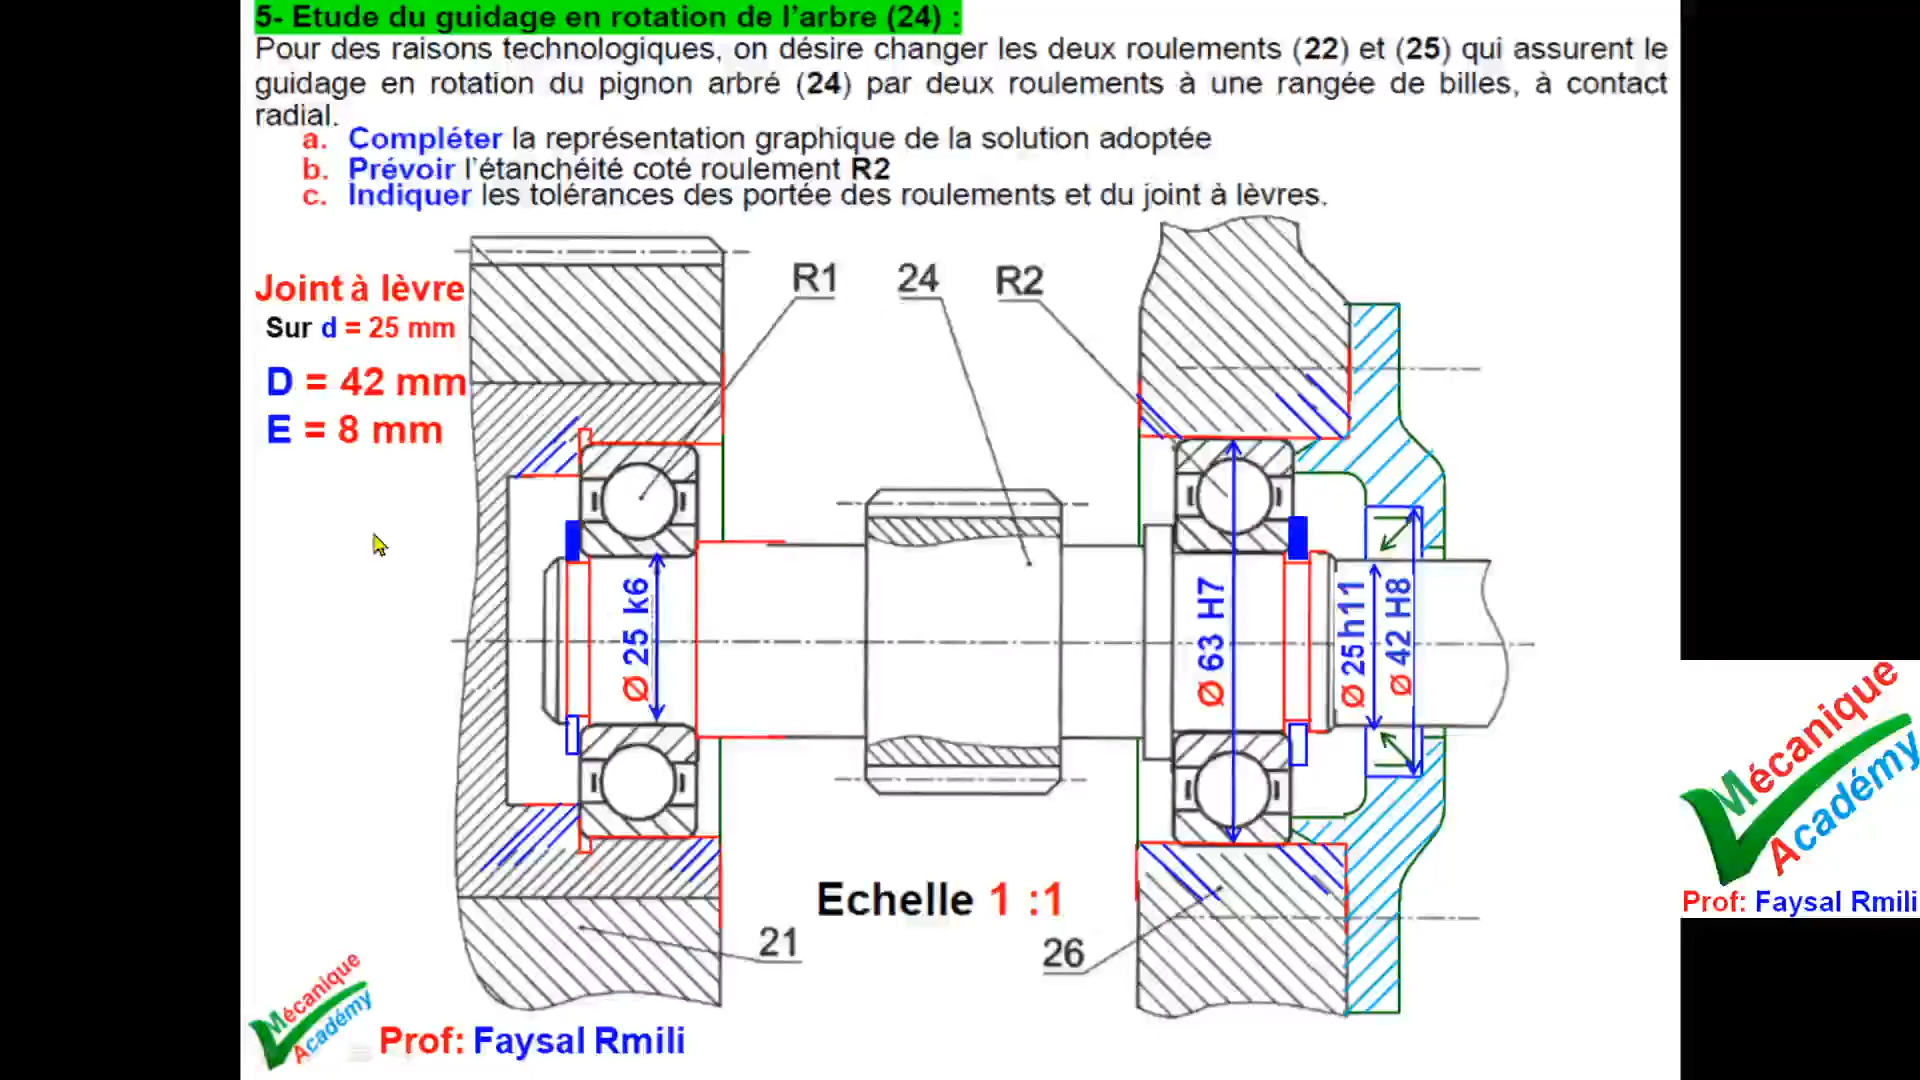 5- Etude du guidage en rotation de l'arbre (24) :
Pour des raisons technologiques, on désire changer les deux roulements (22) et (25) qui assurent le
guidage en rotation du pignon arbré (24) par deux roulements à une rangée de billes, à contact
radial.
a. Compléter la représentation graphique de la solution adoptée
b. Prévoir l'étanchéité coté roulement R2
c. Indiquer les tolérances des portée des roulements et du joint à lèvres.
R1
24
R2
Joint à lèvre
Sur d = 25 mm
D = 42 mm
E = 8 mm
Ø 25 k6
Ø 63 H7
Ø 25 h11
Ø 42 H8
Echelle 1 :1
21
26
Mécanique
Académy
Prof: Faysal Rmili
Mécanique
Académy
Prof: Faysal Rmili